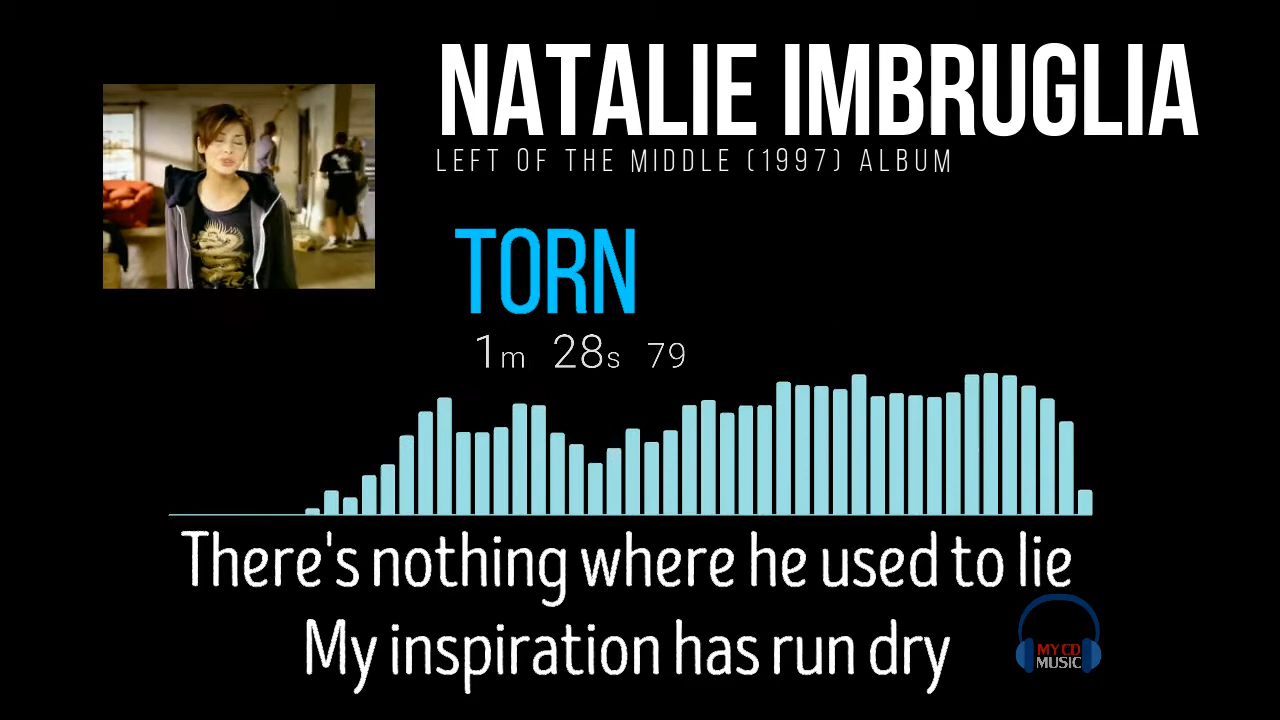 NATALIE IMBRUGLIA
LEFT OF THE MIDDLE (1997) ALBUM
TORN
1m 28s 79
There's nothing where he used to lie
My inspiration has run dry
MY CD
MUSIC